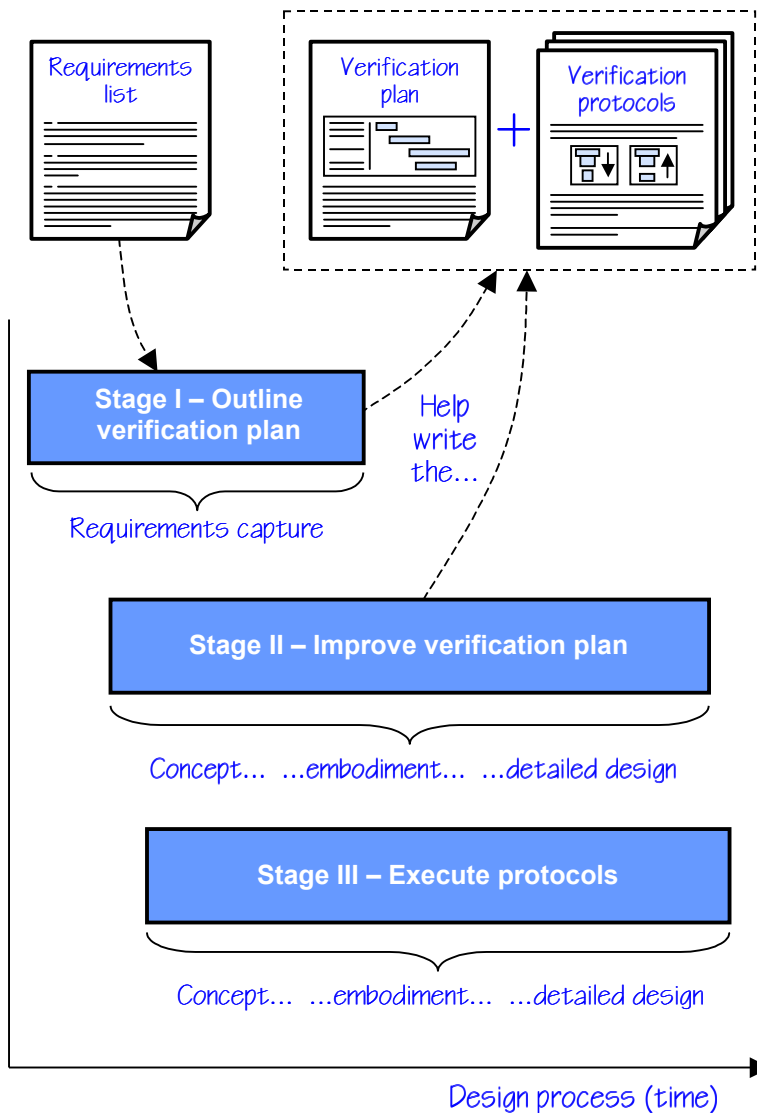 Requirements
list
Verification
plan
+
Verification
protocols
Stage I – Outline
verification plan
Help
write
the...
Requirements capture
Stage II – Improve verification plan
Concept... ...embodiment... ...detailed design
Stage III – Execute protocols
Concept... ...embodiment... ...detailed design
Design process (time)